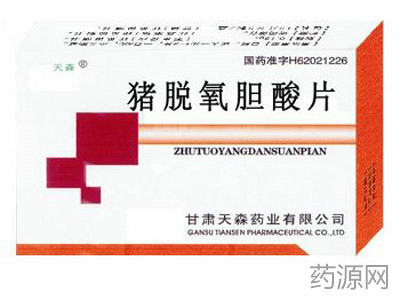 天森®
国药准字H62021226
猪脱氧胆酸片
ZHUTUOYANGDANSUANPIAN
甘肃天森药业有限公司
GANSU TIANSEN PHARMACEUTICAL CO.,LTD
药源网